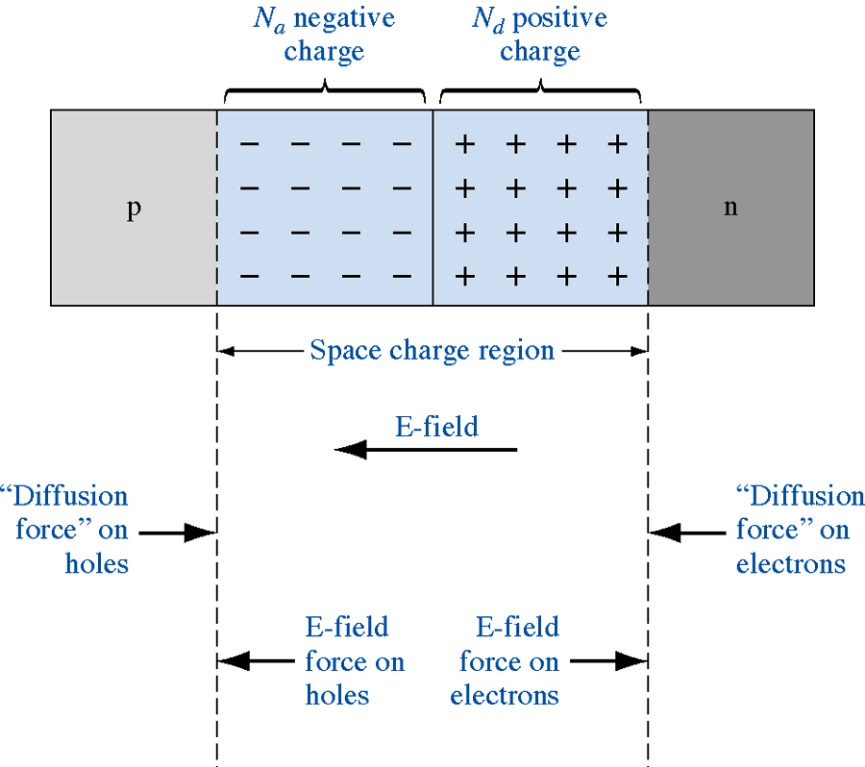 Na negative
charge
Nd positive
charge
− − − − + + + +
− − − − + + + +
p
n
− − − − + + + +
− − − − + + + +
Space charge region
E-field
“Diffusion
force” on
holes
“Diffusion
force” on
electrons
E-field
force on
holes
E-field
force on
electrons